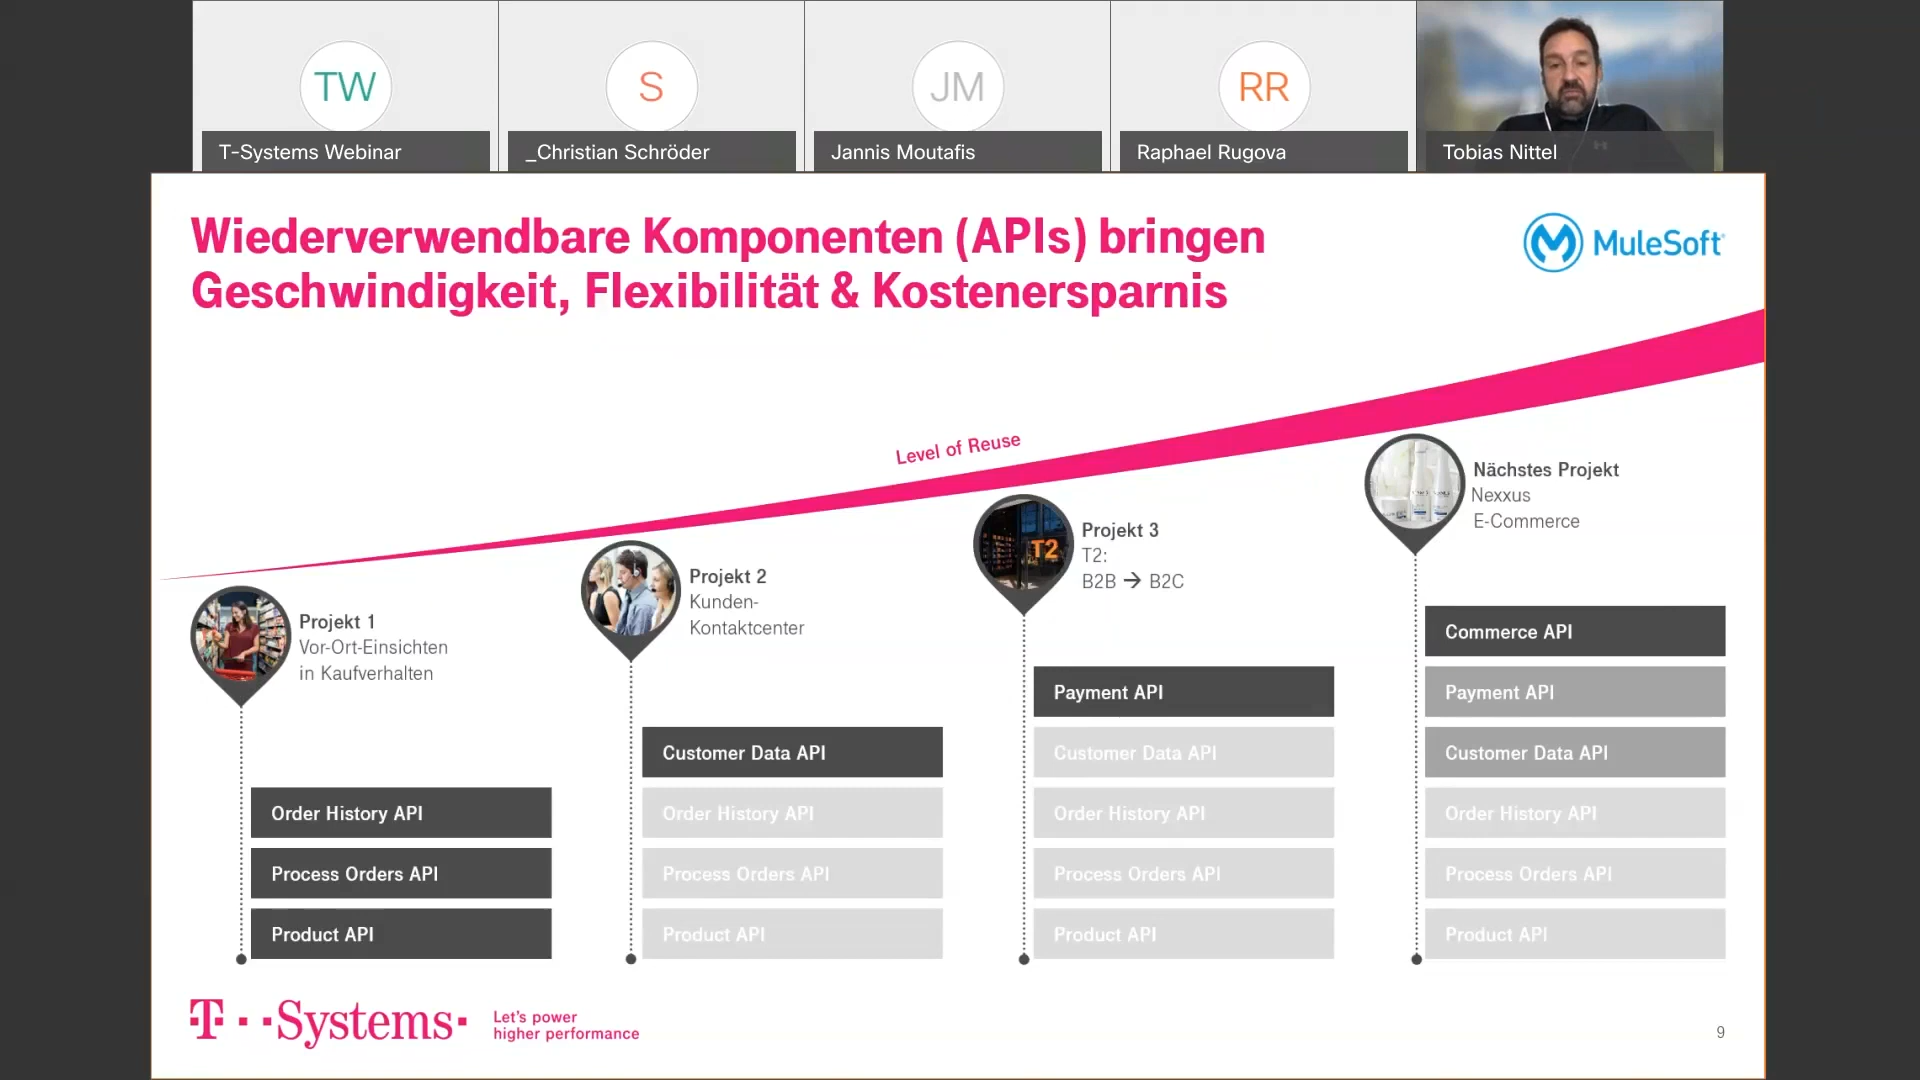 TW
S
JM
RR
T-Systems Webinar
_Christian Schröder
Jannis Moutafis
Raphael Rugova
Tobias Nittel
Wiederverwendbare Komponenten (APIs) bringen
Geschwindigkeit, Flexibilität & Kostenersparnis
MuleSoft
Level of Reuse
Projekt 1
Vor-Ort-Einsichten
in Kaufverhalten
Order History API
Process Orders API
Product API
Projekt 2
Kunden-
Kontaktcenter
Customer Data API
Order History API
Process Orders API
Product API
T2
Projekt 3
T2:
B2B → B2C
Payment API
Customer Data API
Order History API
Process Orders API
Product API
Nächstes Projekt
Nexxus
E-Commerce
Commerce API
Payment API
Customer Data API
Order History API
Process Orders API
Product API
T··Systems·
Let's power
higher performance
9